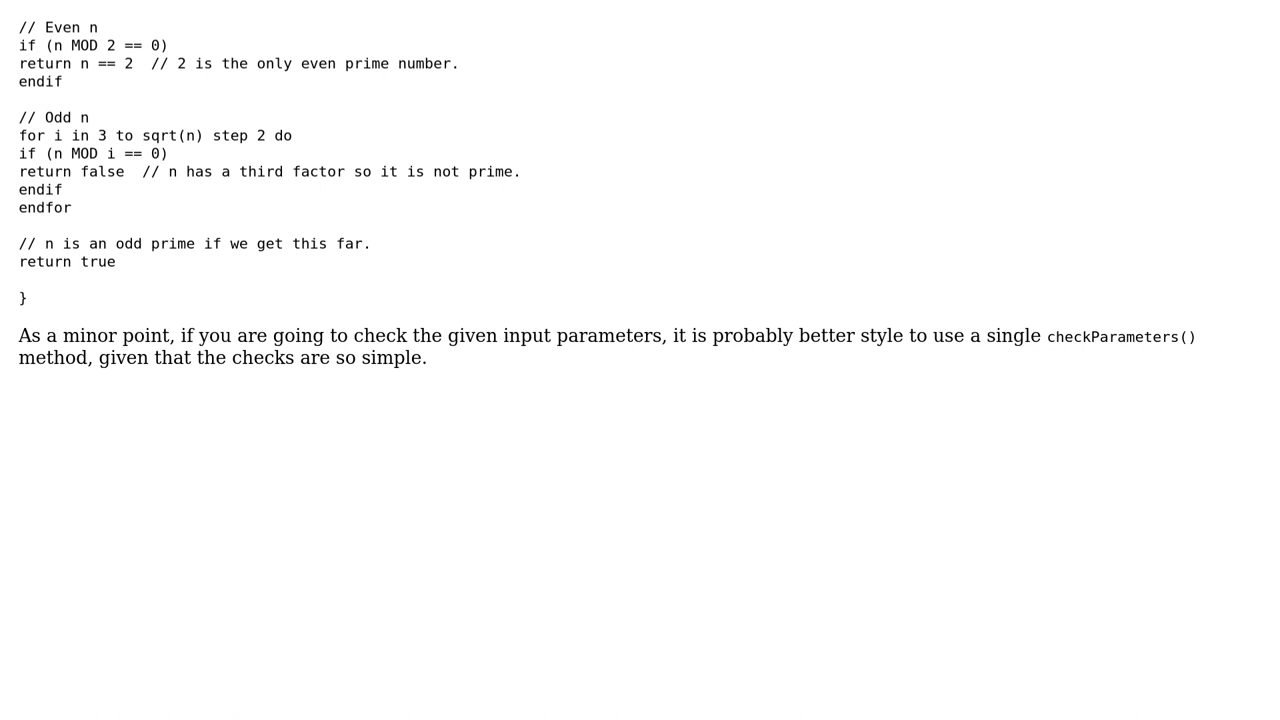 // Even n
if (n MOD 2 == 0)
return n == 2  // 2 is the only even prime number.
endif

// Odd n
for i in 3 to sqrt(n) step 2 do
if (n MOD i == 0)
return false  // n has a third factor so it is not prime.
endif
endfor

// n is an odd prime if we get this far.
return true

}
As a minor point, if you are going to check the given input parameters, it is probably better style to use a single checkParameters()
method, given that the checks are so simple.